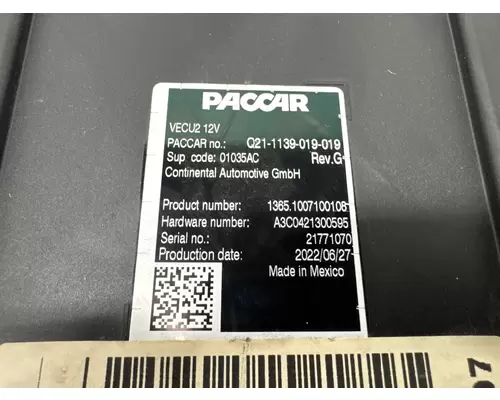 PACCAR
VECU2 12V
PACCAR no.: Q21-1139-019-019
Sup code: 01035AC Rev.G
Continental Automotive GmbH
Product number: 1365.1007100108
Hardware number: A3C0421300595
Serial no.: 21771070
Production date: 2022/06/27
Made in Mexico